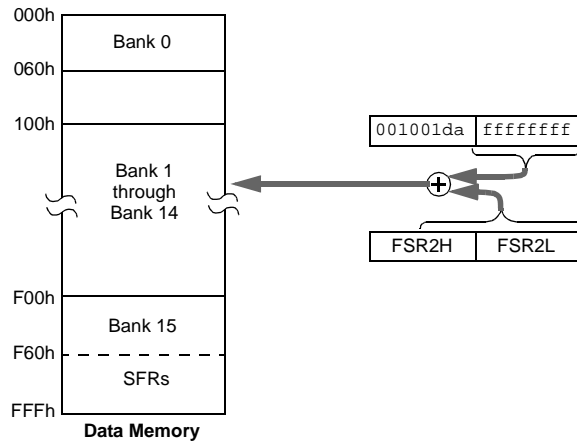 000h
Bank 0
060h
100h
001001da ffffffff
Bank 1
through
Bank 14
FSR2H FSR2L
F00h
Bank 15
F60h
SFRs
FFFh
Data Memory